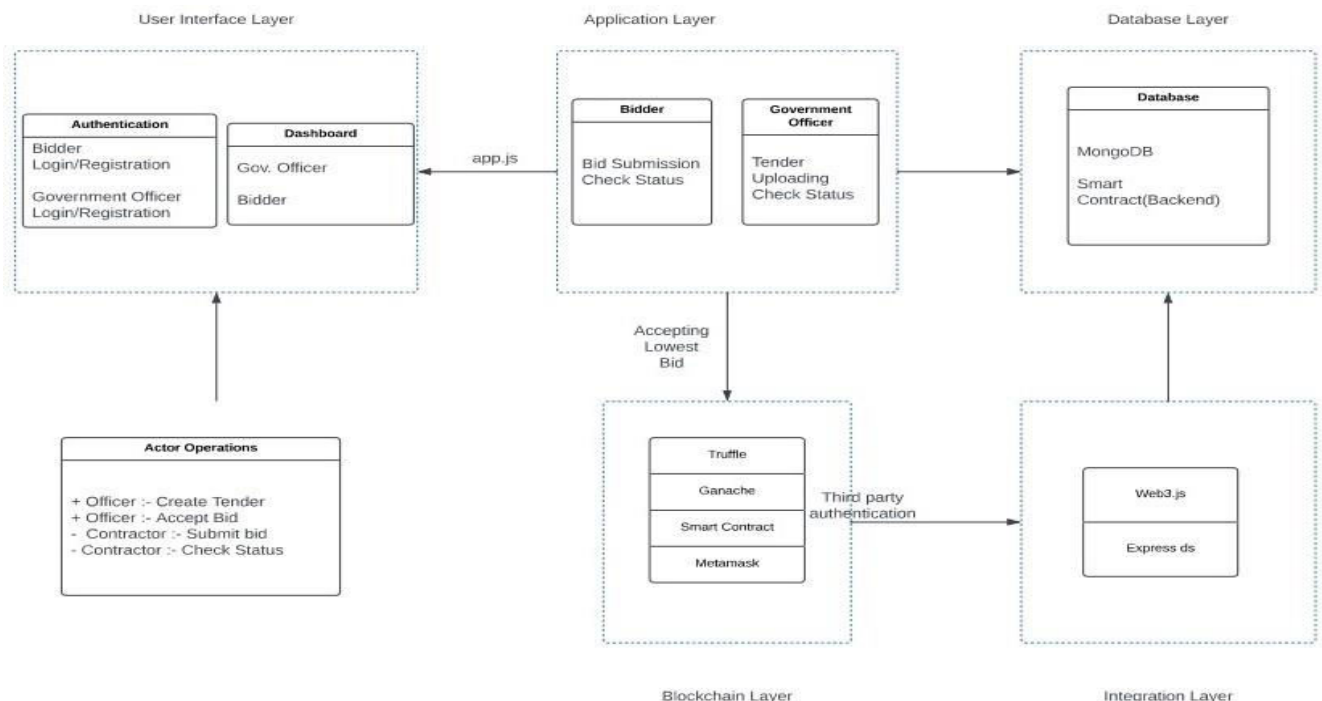 User Interface Layer
Application Layer
Database Layer
Authentication
Bidder
Login/Registration
Government Officer
Login/Registration
Dashboard
Gov. Officer
Bidder
app.js
Bidder
Bid Submission
Check Status
Government
Officer
Tender
Uploading
Check Status
Database
MongoDB
Smart
Contract(Backend)
Accepting
Lowest
Bid
Actor Operations
+ Officer :- Create Tender
+ Officer :- Accept Bid
- Contractor :- Submit bid
- Contractor :- Check Status
Truffle
Ganache
Smart Contract
Metamask
Third party
authentication
Web3.js
Express ds
Blockchain Layer
Integration Layer